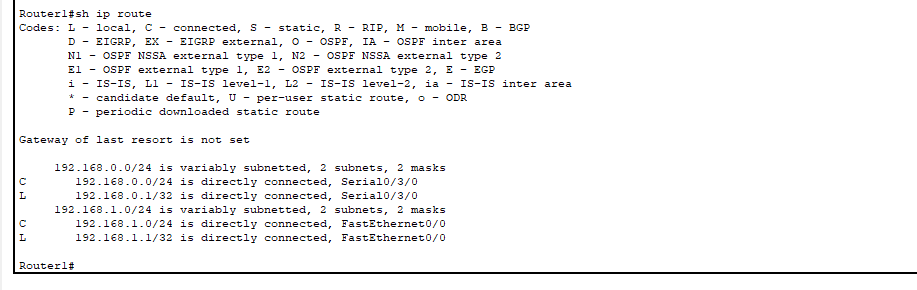 Router1#sh ip route
Codes: L - local, C - connected, S - static, R - RIP, M - mobile, B - BGP
D - EIGRP, EX - EIGRP external, O - OSPF, IA - OSPF inter area
N1 - OSPF NSSA external type 1, N2 - OSPF NSSA external type 2
E1 - OSPF external type 1, E2 - OSPF external type 2, E - EGP
i - IS-IS, L1 - IS-IS level-1, L2 - IS-IS level-2, ia - IS-IS inter area
* - candidate default, U - per-user static route, o - ODR
P - periodic downloaded static route
Gateway of last resort is not set
192.168.0.0/24 is variably subnetted, 2 subnets, 2 masks
C 192.168.0.0/24 is directly connected, Serial0/3/0
L 192.168.0.1/32 is directly connected, Serial0/3/0
192.168.1.0/24 is variably subnetted, 2 subnets, 2 masks
C 192.168.1.0/24 is directly connected, FastEthernet0/0
L 192.168.1.1/32 is directly connected, FastEthernet0/0
Router1#